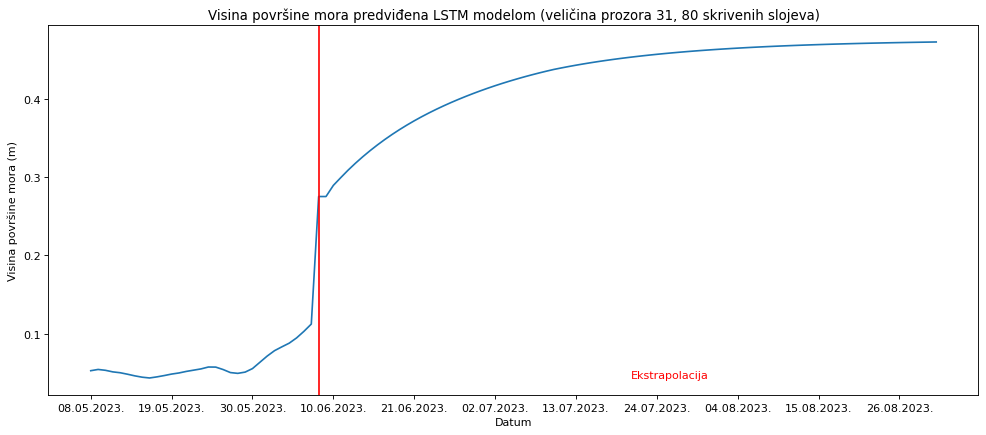 Visina površine mora predviđena LSTM modelom (veličina prozora 31, 80 skrivenih slojeva)
Visina površine mora (m)
0.4
0.3
0.2
0.1
Ekstrapolacija
08.05.2023. 19.05.2023. 30.05.2023. 10.06.2023. 21.06.2023. 02.07.2023. 13.07.2023. 24.07.2023. 04.08.2023. 15.08.2023. 26.08.2023.
Datum